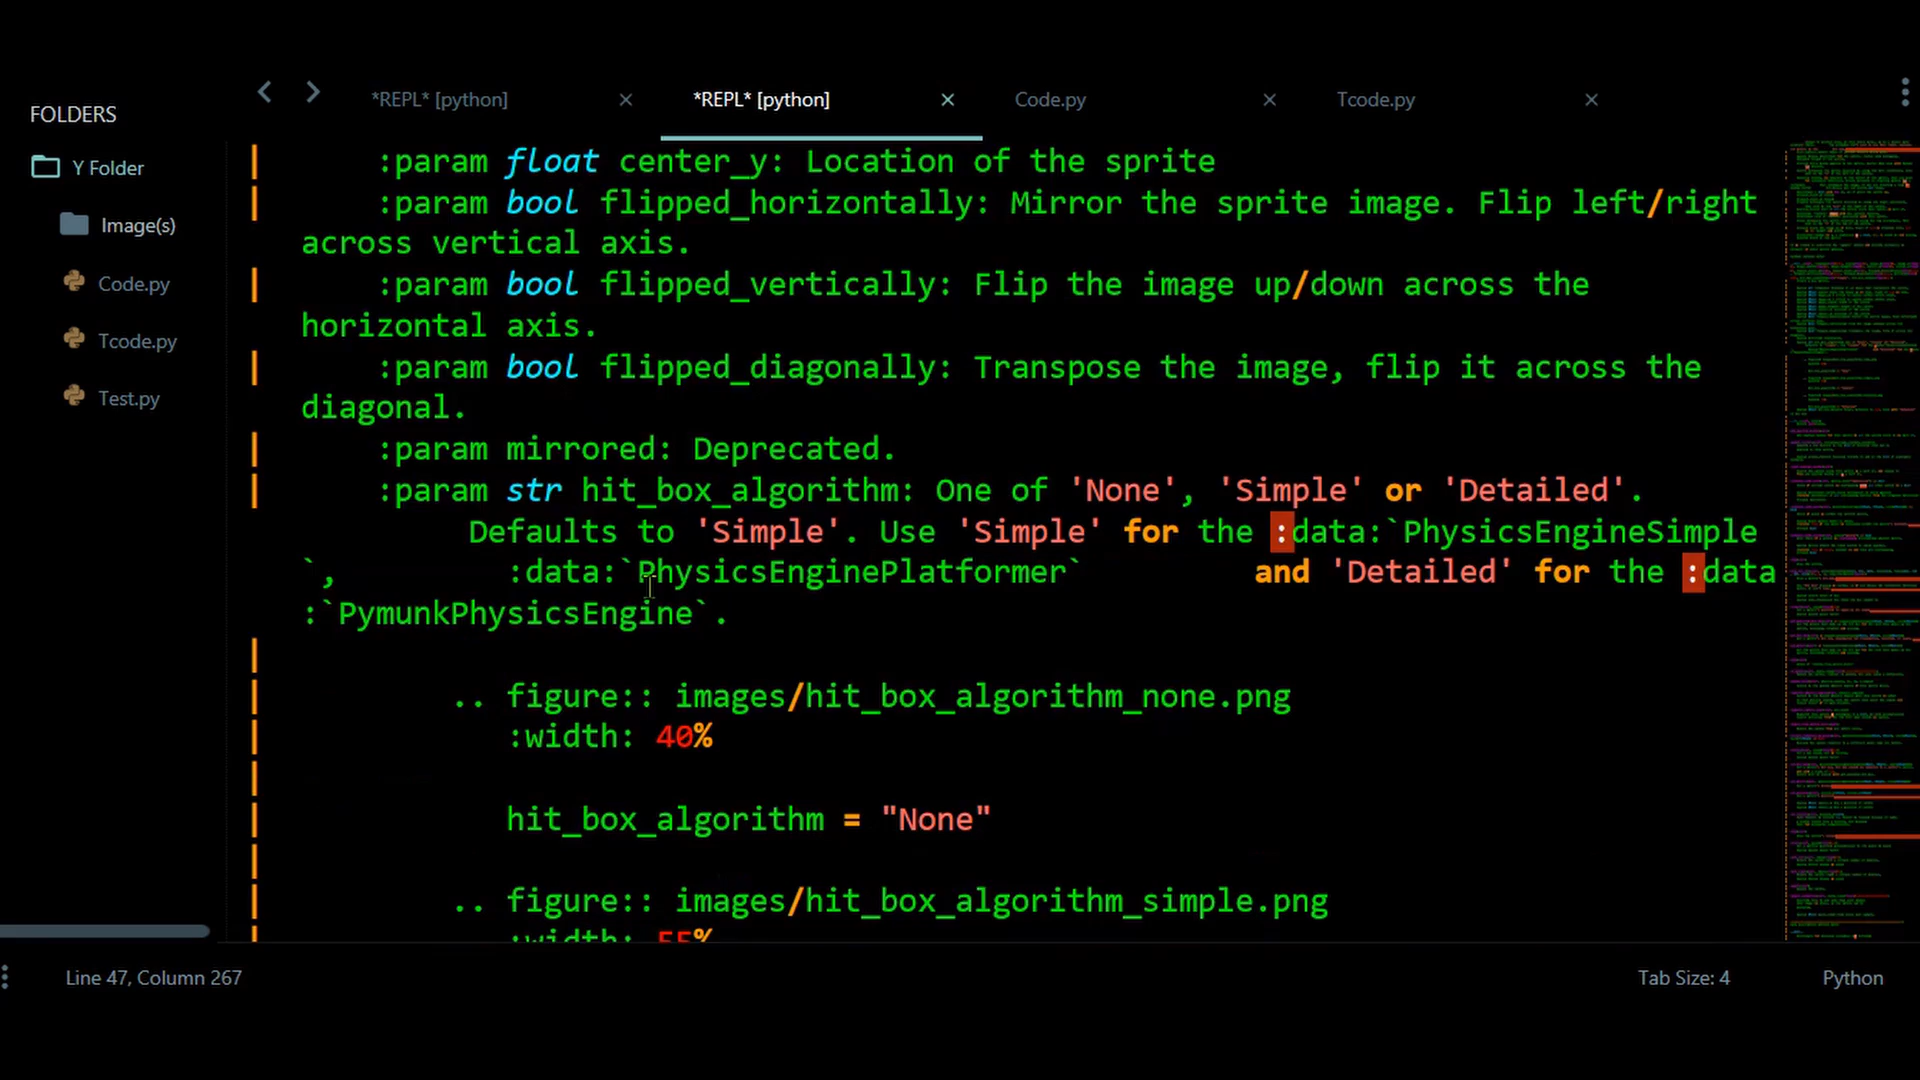 *REPL* [python]
*REPL* [python]
Code.py
Tcode.py
FOLDERS
Y Folder
Image(s)
Code.py
Tcode.py
Test.py
| :param float center_y: Location of the sprite
| :param bool flipped_horizontally: Mirror the sprite image. Flip left/right
across vertical axis.
| :param bool flipped_vertically: Flip the image up/down across the
horizontal axis.
| :param bool flipped_diagonally: Transpose the image, flip it across the
diagonal.
| :param mirrored: Deprecated.
| :param str hit_box_algorithm: One of 'None', 'Simple' or 'Detailed'.
Defaults to 'Simple'. Use 'Simple' for the :data:`PhysicsEngineSimple
`, :data:`PhysicsEnginePlatformer` and 'Detailed' for the :data
:`PymunkPhysicsEngine`.
|
| .. figure:: images/hit_box_algorithm_none.png
| :width: 40%
|
| hit_box_algorithm = "None"
|
| .. figure:: images/hit_box_algorithm_simple.png
:width: 55%
Line 47, Column 267
Tab Size: 4
Python